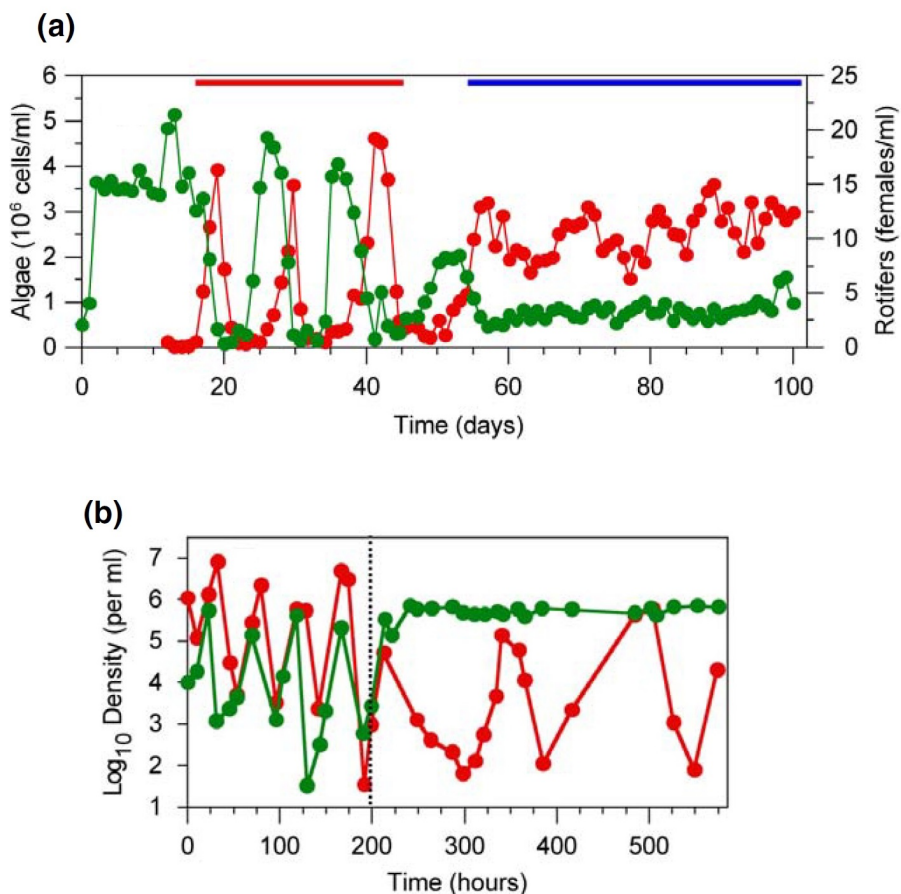 (a)
6
5
4
3
2
1
0
Algae (10⁶ cells/ml)
25
20
15
10
5
0
Rotifers (females/ml)
0 20 40 60 80 100
Time (days)
(b)
7
6
5
4
3
2
1
Log₁₀ Density (per ml)
0 100 200 300 400 500
Time (hours)